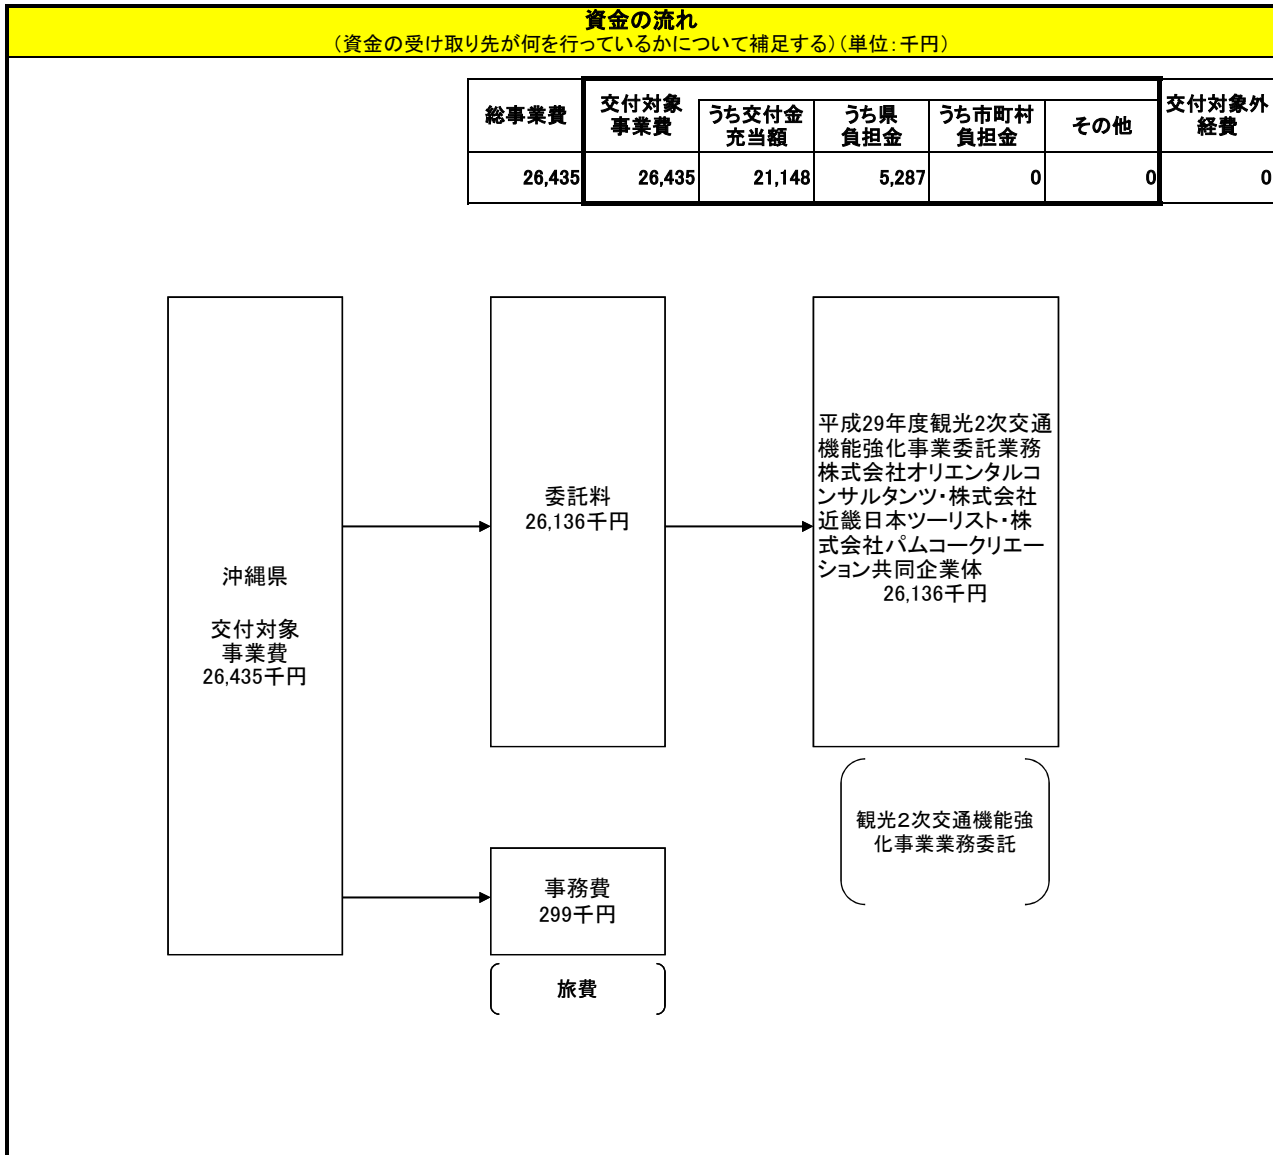 資金の流れ
（資金の受け取り先が何を行っているかについて補足する）（単位：千円）
総事業費
交付対象
事業費
うち交付金
充当額
うち県
負担金
うち市町村
負担金
その他
交付対象外
経費
26,435
26,435
21,148
5,287
0
0
0
沖縄県
交付対象
事業費
26,435千円
委託料
26,136千円
平成29年度観光2次交通
機能強化事業委託業務
株式会社オリエンタルコ
ンサルタンツ・株式会社
近畿日本ツーリスト・株
式会社パムコークリエー
ション共同企業体
26,136千円
観光２次交通機能強
化事業業務委託
事務費
299千円
旅費